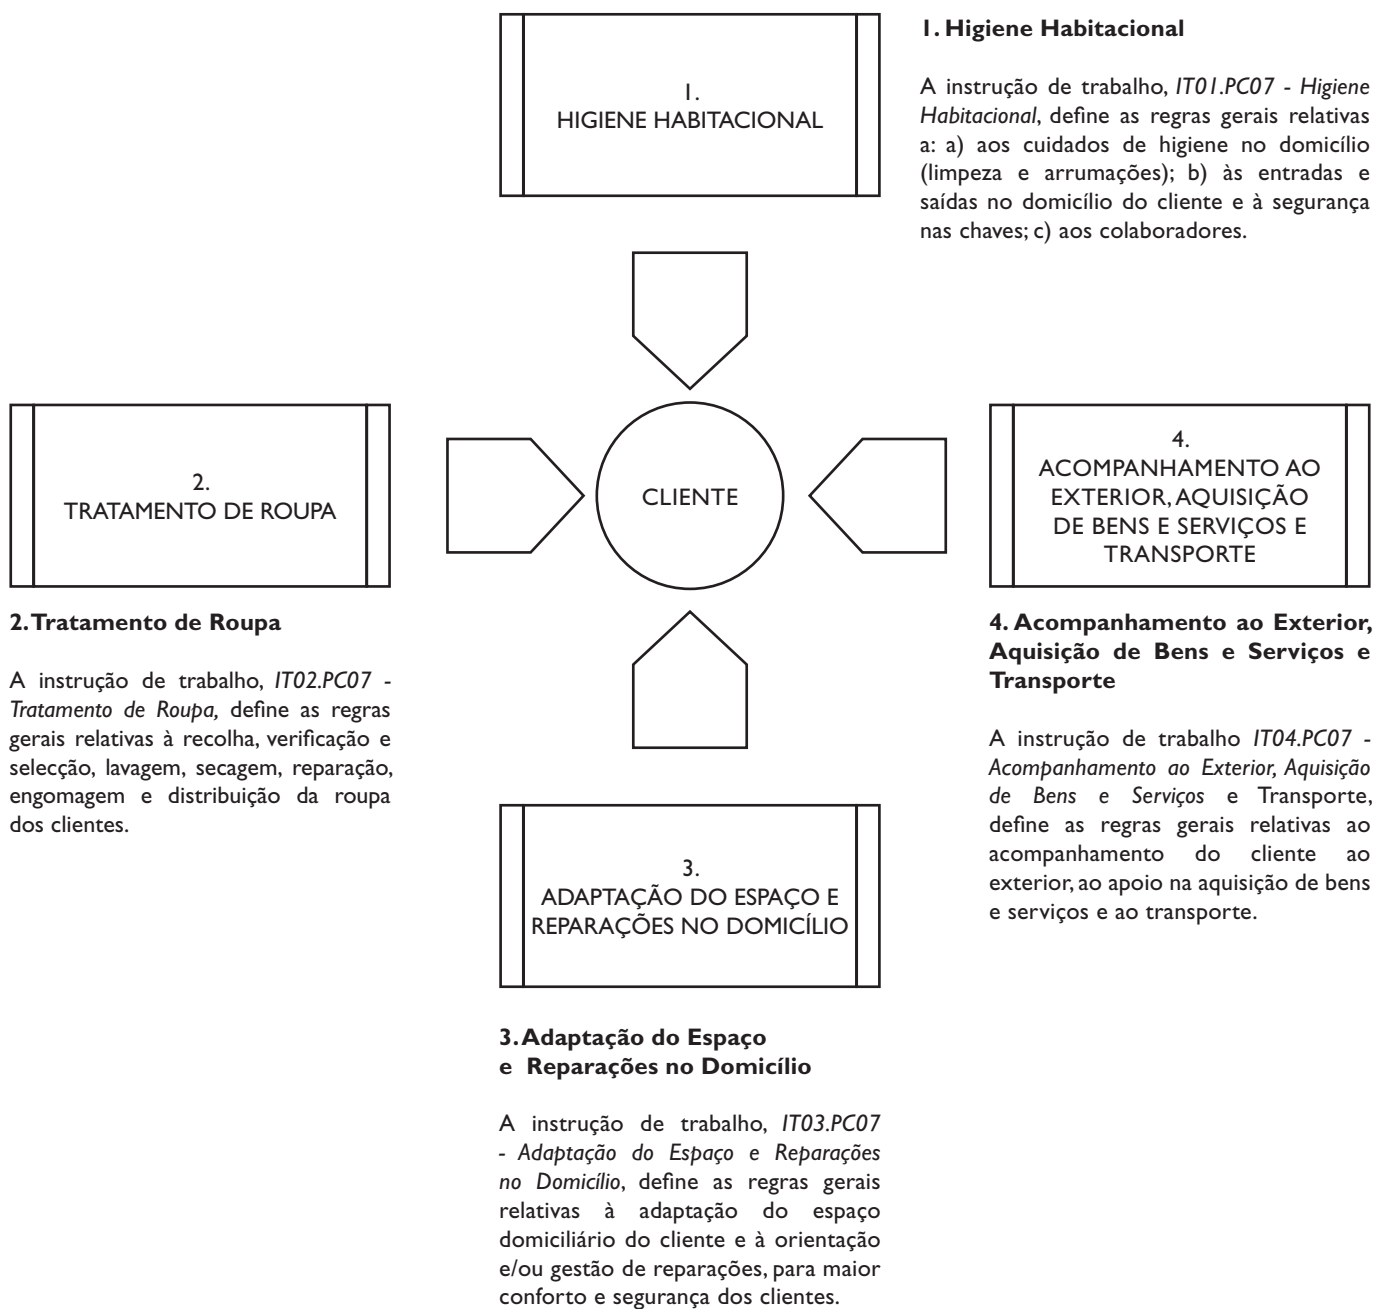 1.
HIGIENE HABITACIONAL
1. Higiene Habitacional
A instrução de trabalho, IT01.PC07 - Higiene
Habitacional, define as regras gerais relativas
a: a) aos cuidados de higiene no domicílio
(limpeza e arrumações); b) às entradas e
saídas no domicílio do cliente e à segurança
nas chaves; c) aos colaboradores.
2.
TRATAMENTO DE ROUPA
CLIENTE
4.
ACOMPANHAMENTO AO
EXTERIOR, AQUISIÇÃO
DE BENS E SERVIÇOS E
TRANSPORTE
2. Tratamento de Roupa
A instrução de trabalho, IT02.PC07 -
Tratamento de Roupa, define as regras
gerais relativas à recolha, verificação e
selecção, lavagem, secagem, reparação,
engomagem e distribuição da roupa
dos clientes.
4. Acompanhamento ao Exterior,
Aquisição de Bens e Serviços e
Transporte
A instrução de trabalho IT04.PC07 -
Acompanhamento ao Exterior, Aquisição
de Bens e Serviços e Transporte,
define as regras gerais relativas ao
acompanhamento do cliente ao
exterior, ao apoio na aquisição de bens
e serviços e ao transporte.
3.
ADAPTAÇÃO DO ESPAÇO E
REPARAÇÕES NO DOMICÍLIO
3. Adaptação do Espaço
e Reparações no Domicílio
A instrução de trabalho, IT03.PC07
- Adaptação do Espaço e Reparações
no Domicílio, define as regras gerais
relativas à adaptação do espaço
domiciliário do cliente e à orientação
e/ou gestão de reparações, para maior
conforto e segurança dos clientes.